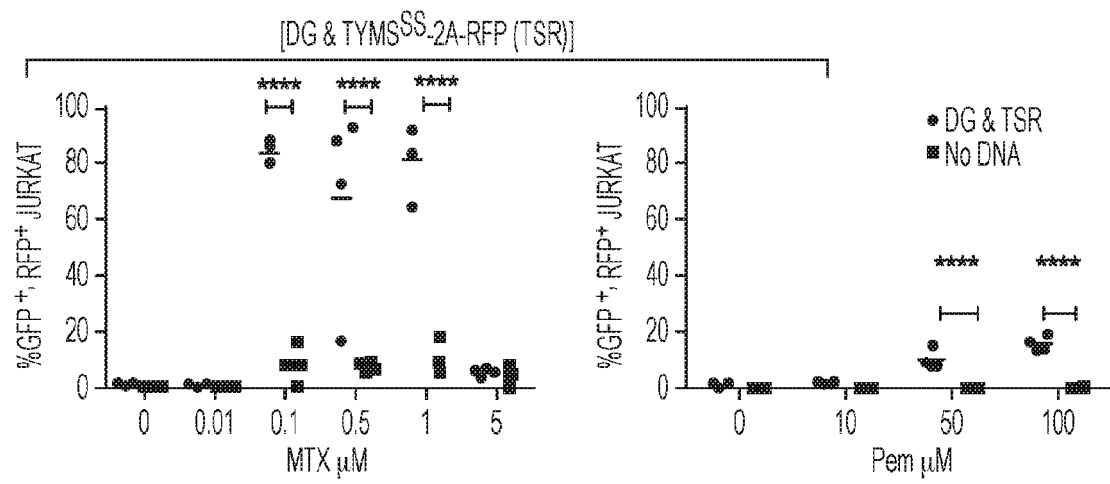 [DG & TYMSSS-2A-RFP (TSR)]
**** **** ****
%GFP+, RFP+ JURKAT
100
80
60
40
20
0
0 0.01 0.1 0.5 1 5
MTX μM
%GFP+, RFP+ JURKAT
100
80
60
40
20
0
DG & TSR
No DNA
**** ****
0 10 50 100
Pem μM